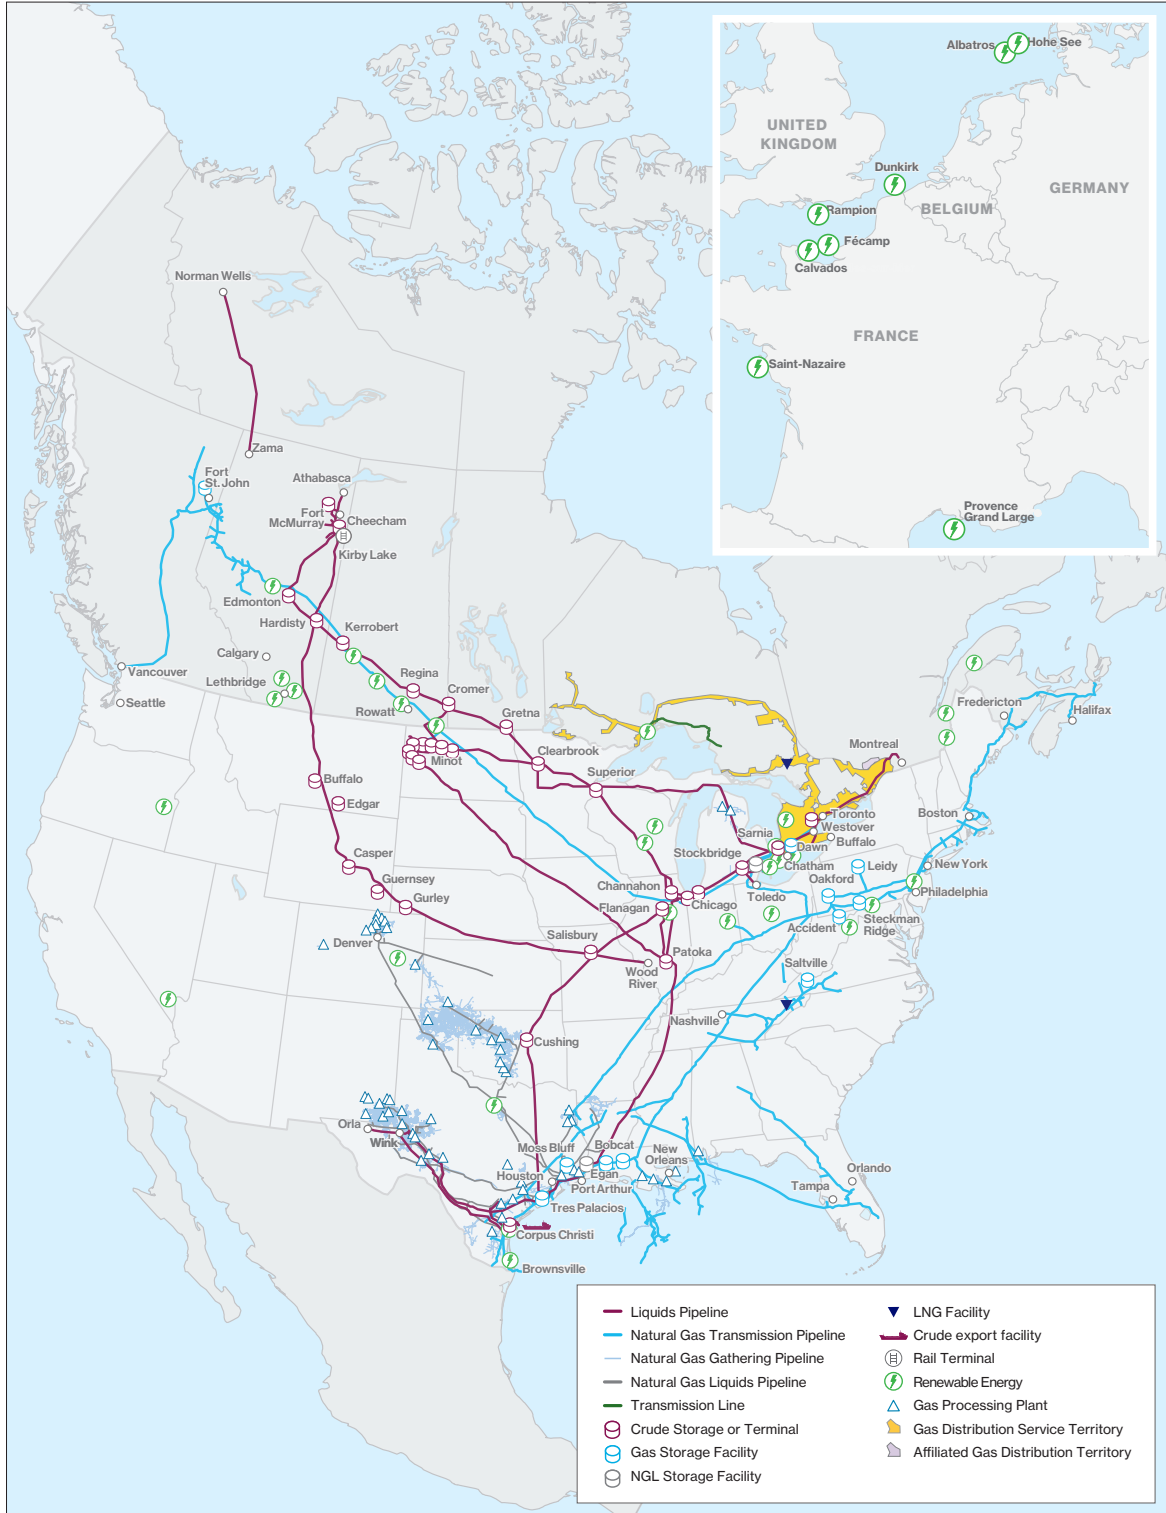 Albatros
Hohe See
UNITED
KINGDOM
Dunkirk
GERMANY
BELGIUM
Rampion
Fécamp
Calvados
FRANCE
Saint-Nazaire
Provence
Grand Large
Norman Wells
Zama
Fort
St. John
Athabasca
Fort
McMurray
Cheecham
Kirby Lake
Edmonton
Hardisty
Kerrobert
Calgary
Vancouver
Lethbridge
Regina
Cromer
Seattle
Rowatt
Gretna
Fredericton
Halifax
Minot
Clearbrook
Montreal
Superior
Buffalo
Edgar
Toronto
Boston
Sarnia
Westover
Buffalo
Dawn
Stockbridge
Casper
Chatham
Leidy
New York
Oakford
Guernsey
Channahon
Toledo
Philadelphia
Gurley
Flanagan
Chicago
Accident
Steckman
Ridge
Denver
Salisbury
Patoka
Saltville
Wood
River
Nashville
Cushing
Orla
Wink
Moss Bluff
Bobcat
New
Orleans
Houston
Egan
Orlando
Port Arthur
Tampa
Tres Palacios
Corpus Christi
Brownsville
Liquids Pipeline
Natural Gas Transmission Pipeline
Natural Gas Gathering Pipeline
Natural Gas Liquids Pipeline
Transmission Line
Crude Storage or Terminal
Gas Storage Facility
NGL Storage Facility
LNG Facility
Crude export facility
Rail Terminal
Renewable Energy
Gas Processing Plant
Gas Distribution Service Territory
Affiliated Gas Distribution Territory